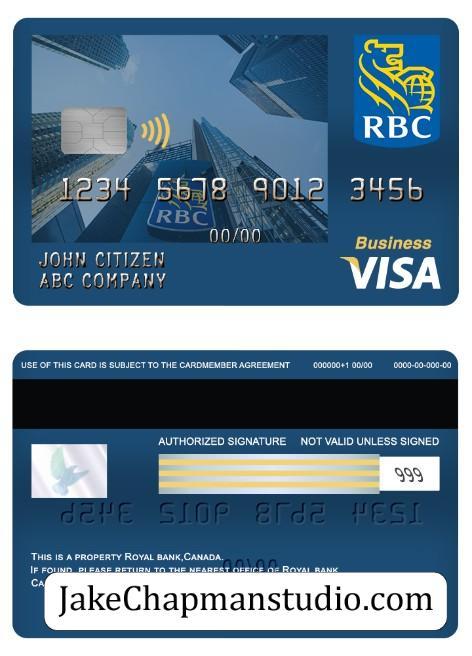 RBC
1234 5678 9012 3456
RBC
00/00
JOHN CITIZEN
ABC COMPANY
Business
VISA
USE OF THIS CARD IS SUBJECT TO THE CARDMEMBER AGREEMENT 000000+1 00/00 0000-00-000-00
AUTHORIZED SIGNATURE NOT VALID UNLESS SIGNED
999
1234 5678 9012 3456
00/00
THIS IS A PROPERTY ROYAL BANK,CANADA.
IF FOUND, PLEASE RETURN TO THE NEAREST OFFICE OF ROYAL BANK
JakeChapmanstudio.com